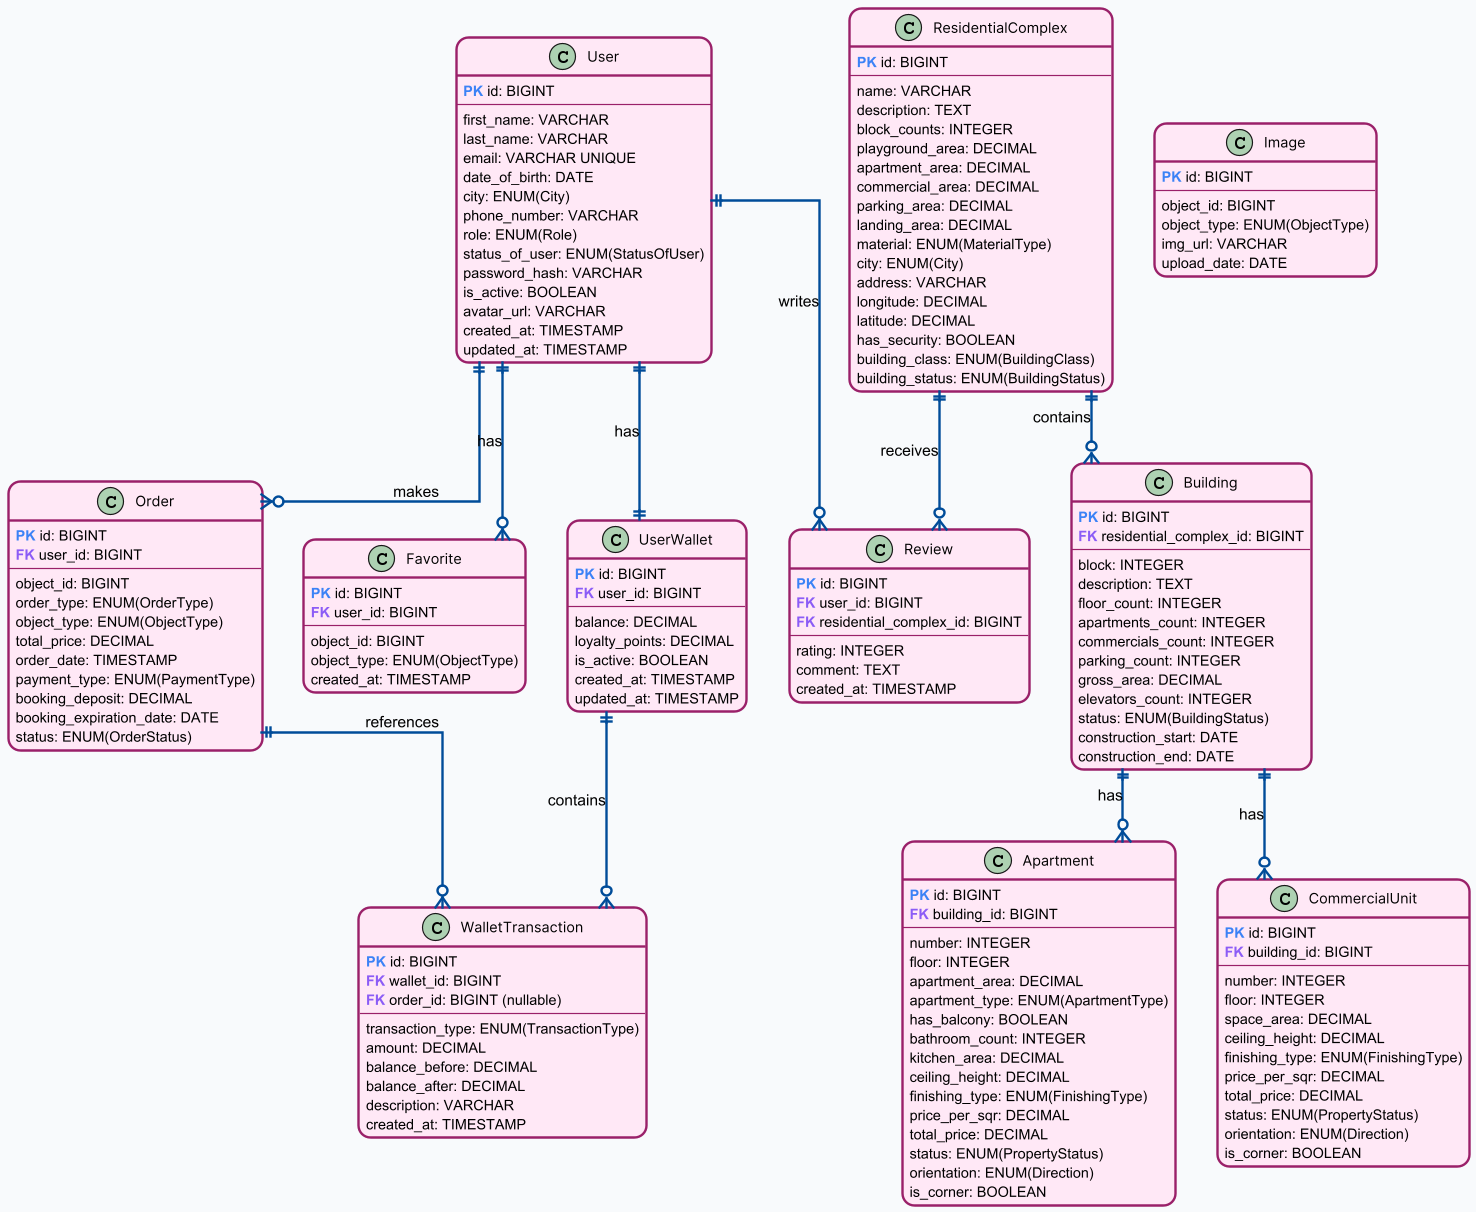 C User
PK id: BIGINT
first_name: VARCHAR
last_name: VARCHAR
email: VARCHAR UNIQUE
date_of_birth: DATE
city: ENUM(City)
phone_number: VARCHAR
role: ENUM(Role)
status_of_user: ENUM(StatusOfUser)
password_hash: VARCHAR
is_active: BOOLEAN
avatar_url: VARCHAR
created_at: TIMESTAMP
updated_at: TIMESTAMP
C ResidentialComplex
PK id: BIGINT
name: VARCHAR
description: TEXT
block_counts: INTEGER
playground_area: DECIMAL
apartment_area: DECIMAL
commercial_area: DECIMAL
parking_area: DECIMAL
landing_area: DECIMAL
material: ENUM(MaterialType)
city: ENUM(City)
address: VARCHAR
longitude: DECIMAL
latitude: DECIMAL
has_security: BOOLEAN
building_class: ENUM(BuildingClass)
building_status: ENUM(BuildingStatus)
C Image
PK id: BIGINT
object_id: BIGINT
object_type: ENUM(ObjectType)
img_url: VARCHAR
upload_date: DATE
writes
has
has
makes
receives
contains
C Order
PK id: BIGINT
FK user_id: BIGINT
object_id: BIGINT
order_type: ENUM(OrderType)
object_type: ENUM(ObjectType)
total_price: DECIMAL
order_date: TIMESTAMP
payment_type: ENUM(PaymentType)
booking_deposit: DECIMAL
booking_expiration_date: DATE
status: ENUM(OrderStatus)
C Favorite
PK id: BIGINT
FK user_id: BIGINT
object_id: BIGINT
object_type: ENUM(ObjectType)
created_at: TIMESTAMP
C UserWallet
PK id: BIGINT
FK user_id: BIGINT
balance: DECIMAL
loyalty_points: DECIMAL
is_active: BOOLEAN
created_at: TIMESTAMP
updated_at: TIMESTAMP
C Review
PK id: BIGINT
FK user_id: BIGINT
FK residential_complex_id: BIGINT
rating: INTEGER
comment: TEXT
created_at: TIMESTAMP
C Building
PK id: BIGINT
FK residential_complex_id: BIGINT
block: INTEGER
description: TEXT
floor_count: INTEGER
apartments_count: INTEGER
commercials_count: INTEGER
parking_count: INTEGER
gross_area: DECIMAL
elevators_count: INTEGER
status: ENUM(BuildingStatus)
construction_start: DATE
construction_end: DATE
references
contains
has
has
C WalletTransaction
PK id: BIGINT
FK wallet_id: BIGINT
FK order_id: BIGINT (nullable)
transaction_type: ENUM(TransactionType)
amount: DECIMAL
balance_before: DECIMAL
balance_after: DECIMAL
description: VARCHAR
created_at: TIMESTAMP
C Apartment
PK id: BIGINT
FK building_id: BIGINT
number: INTEGER
floor: INTEGER
apartment_area: DECIMAL
apartment_type: ENUM(ApartmentType)
has_balcony: BOOLEAN
bathroom_count: INTEGER
kitchen_area: DECIMAL
ceiling_height: DECIMAL
finishing_type: ENUM(FinishingType)
price_per_sqr: DECIMAL
total_price: DECIMAL
status: ENUM(PropertyStatus)
orientation: ENUM(Direction)
is_corner: BOOLEAN
C CommercialUnit
PK id: BIGINT
FK building_id: BIGINT
number: INTEGER
floor: INTEGER
space_area: DECIMAL
ceiling_height: DECIMAL
finishing_type: ENUM(FinishingType)
price_per_sqr: DECIMAL
total_price: DECIMAL
status: ENUM(PropertyStatus)
orientation: ENUM(Direction)
is_corner: BOOLEAN